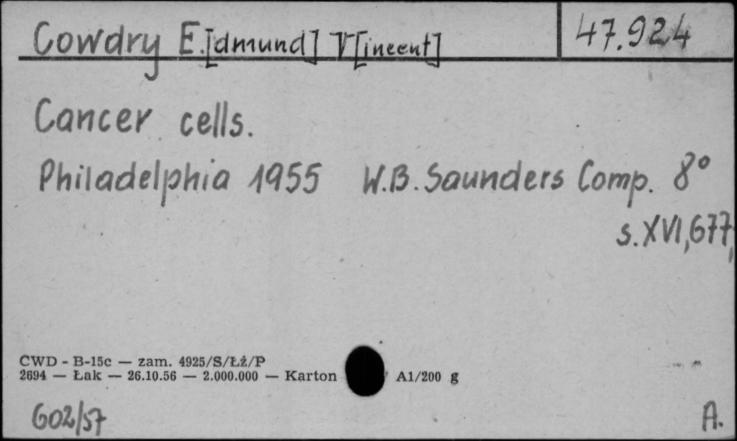 Cowdry E.[dmund] V[incent] 47.924
Cancer cells.
Philadelphia 1955 W.B. Saunders Comp. 8°
s. XVI, 677,
CWD - B-15c — zam. 4925/S/Łż/P
2694 — Łak — 26.10.56 — 2.000.000 — Karton A1/200 g
602/57 A.